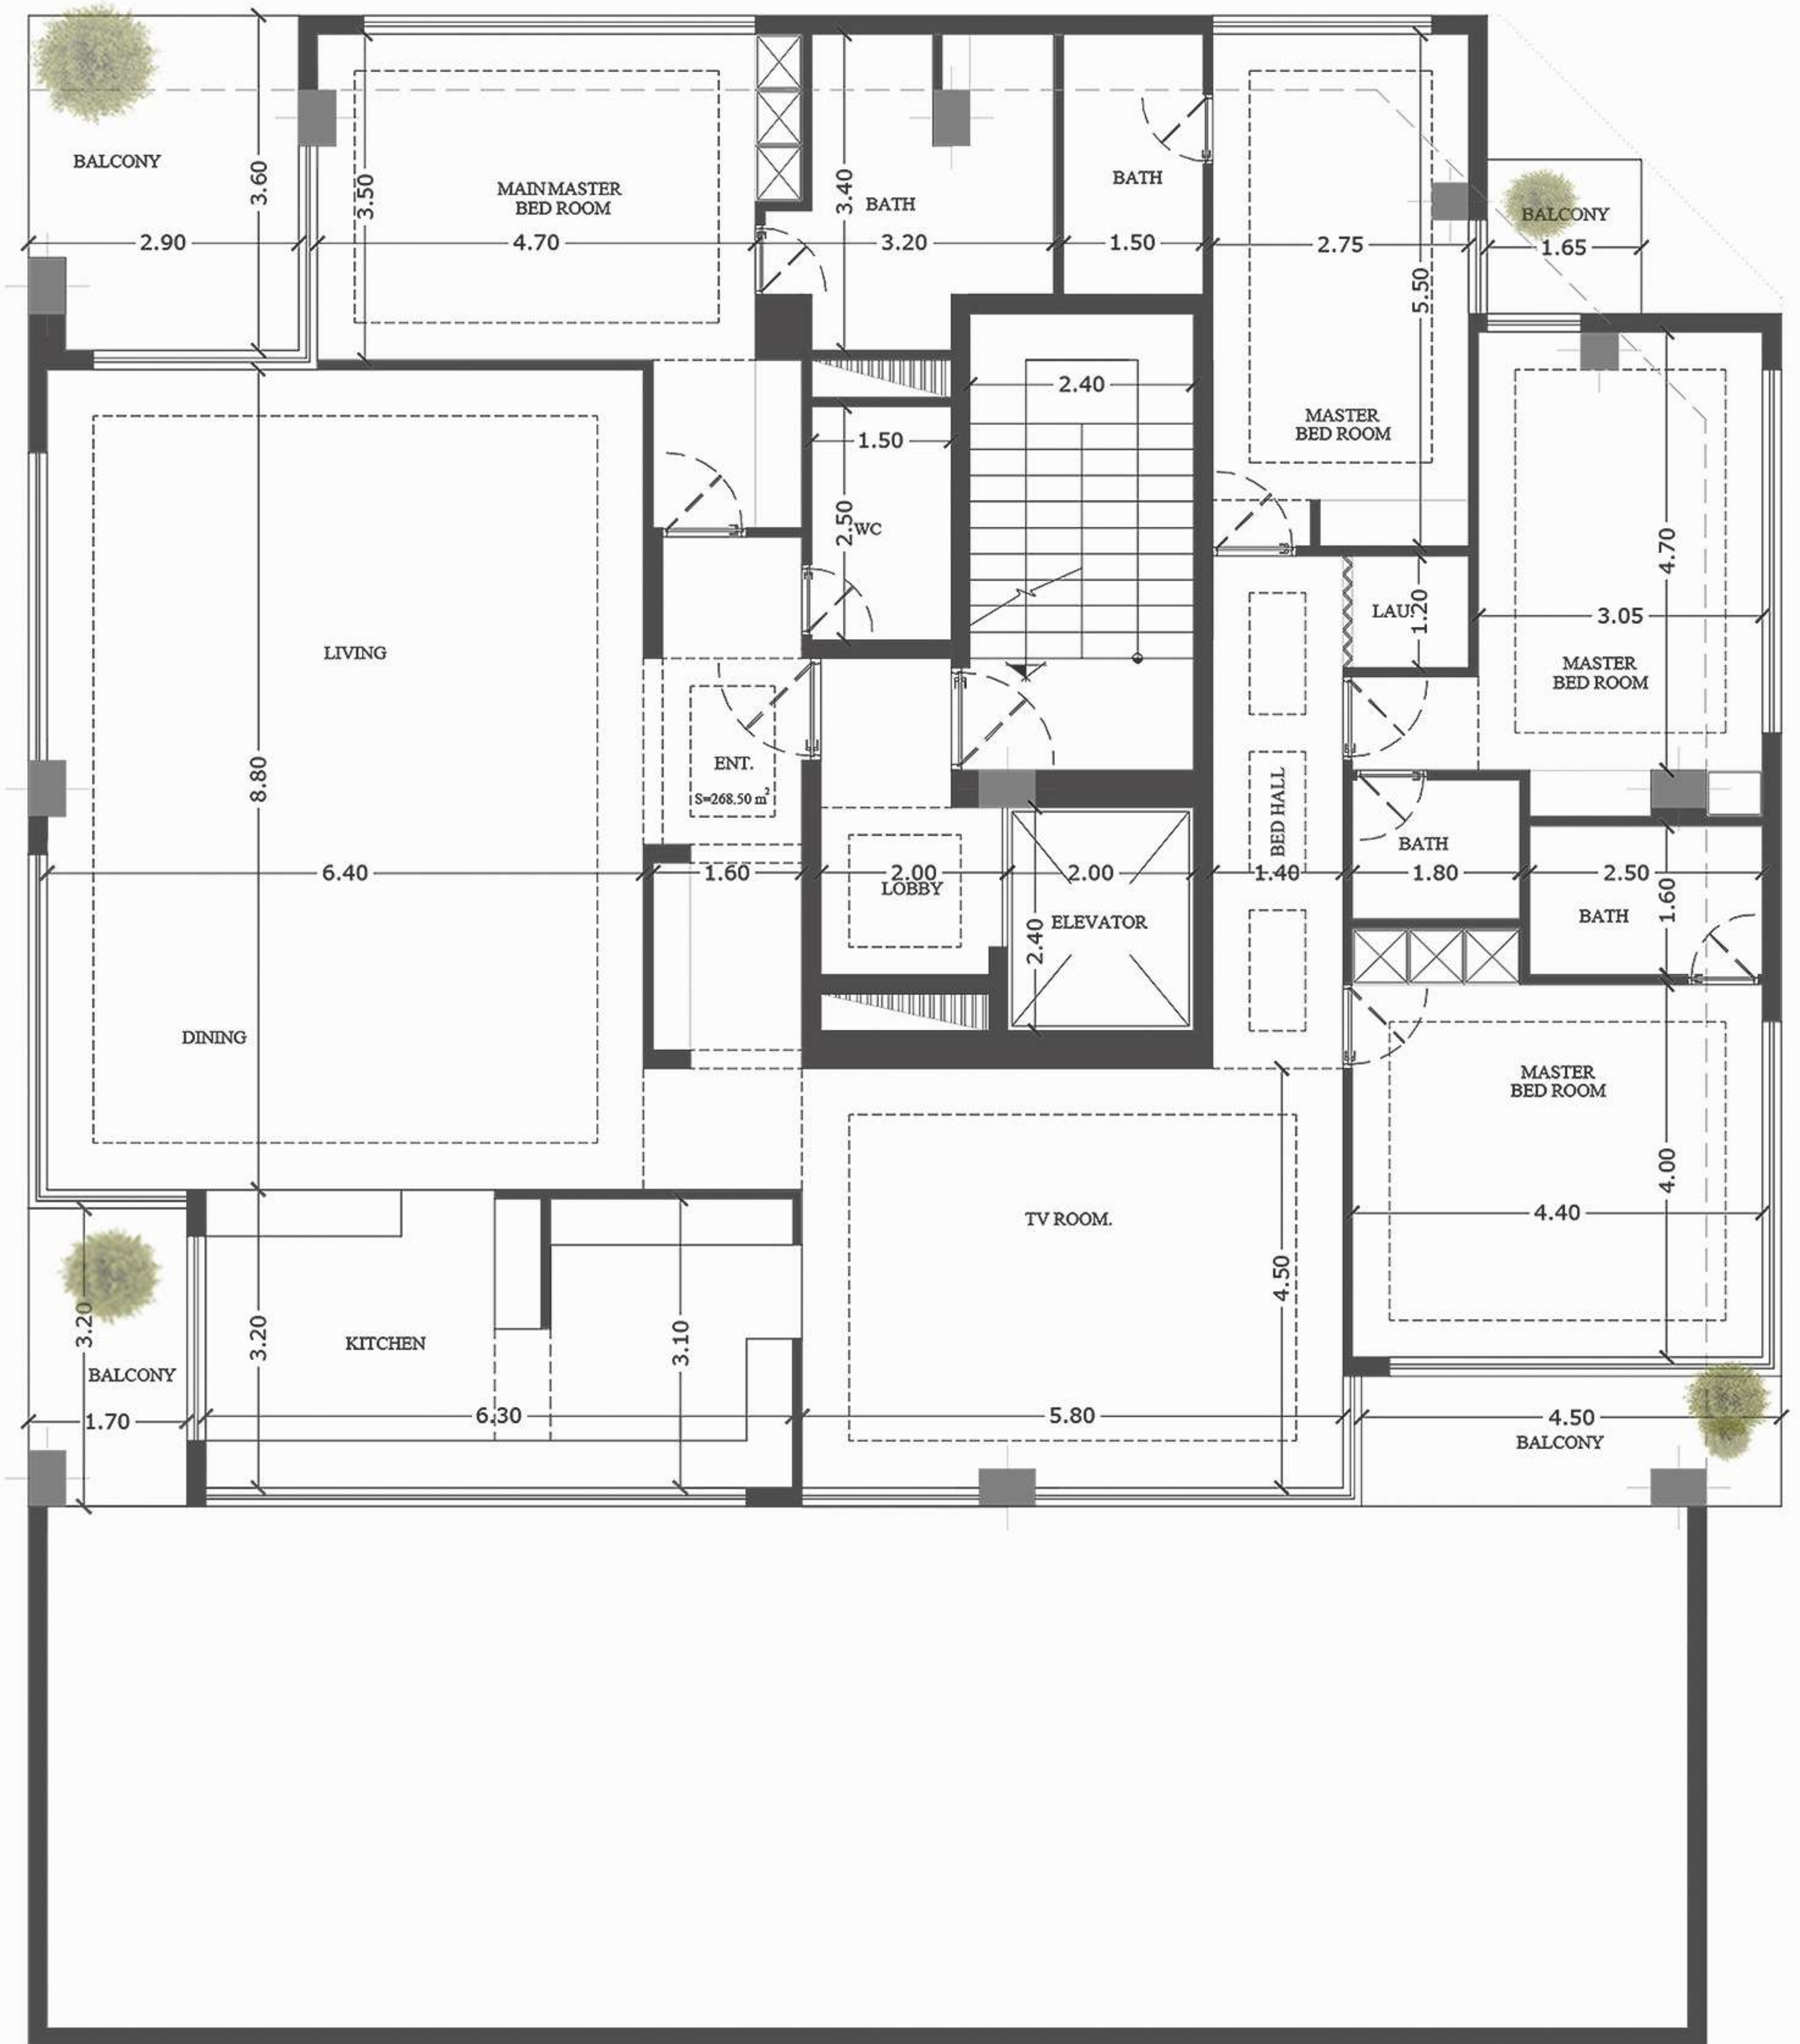 BALCONY
3.60
3.50
MAIN MASTER
BED ROOM
3.40
BATH
BATH
BALCONY
2.90
4.70
3.20
1.50
2.75
1.65
5.50
2.40
MASTER
BED ROOM
1.50
2.50
WC
4.70
LAU.
1.20
3.05
LIVING
MASTER
BED ROOM
8.80
ENT.
S=268.50 m2
BED HALL
BATH
6.40
1.60
2.00
LOBBY
2.00
1.40
1.80
2.50
1.60
BATH
2.40
ELEVATOR
DINING
MASTER
BED ROOM
4.00
TV ROOM.
4.40
4.50
3.20
3.20
KITCHEN
3.10
BALCONY
1.70
6.30
5.80
4.50
BALCONY